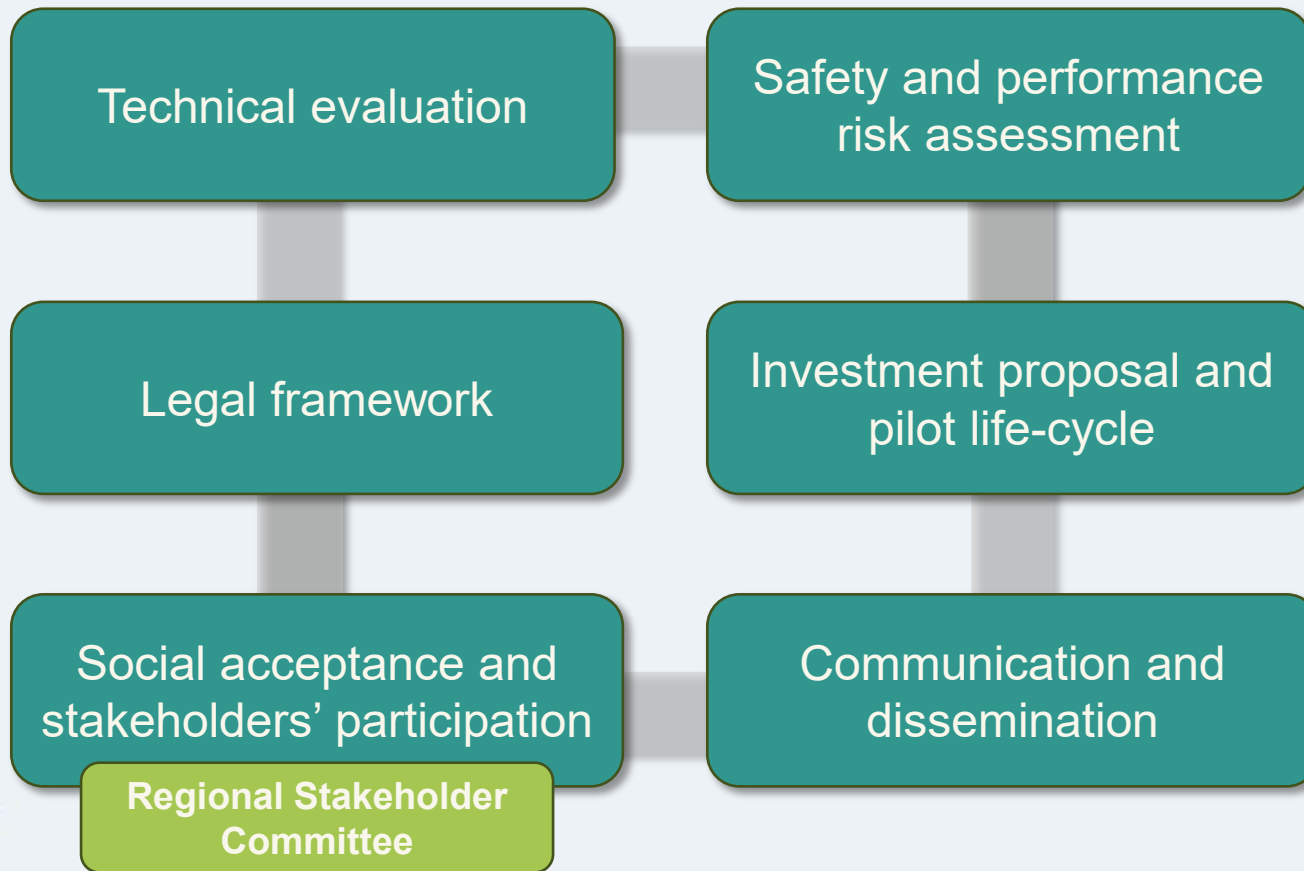 Technical evaluation
Safety and performance
risk assessment
Legal framework
Investment proposal and
pilot life-cycle
Social acceptance and
stakeholders’ participation
Communication and
dissemination
Regional Stakeholder
Committee